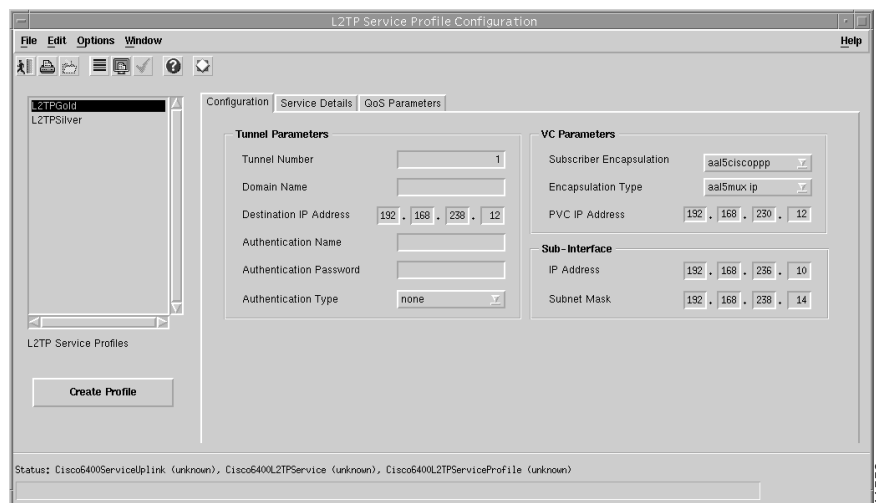 L2TP Service Profile Configuration
File Edit Options Window Help
L2TPGold
L2TPSilver
L2TP Service Profiles
Create Profile
Configuration Service Details QoS Parameters
Tunnel Parameters
Tunnel Number 1
Domain Name
Destination IP Address 192 . 168 . 238 . 12
Authentication Name
Authentication Password
Authentication Type none
VC Parameters
Subscriber Encapsulation aal5ciscoppp
Encapsulation Type aal5mux ip
PVC IP Address 192 . 168 . 230 . 12
Sub-Interface
IP Address 192 . 168 . 236 . 10
Subnet Mask 192 . 168 . 238 . 14
Status: Cisco6400ServiceUplink (unknown), Cisco6400L2TPService (unknown), Cisco6400L2TPServiceProfile (unknown)